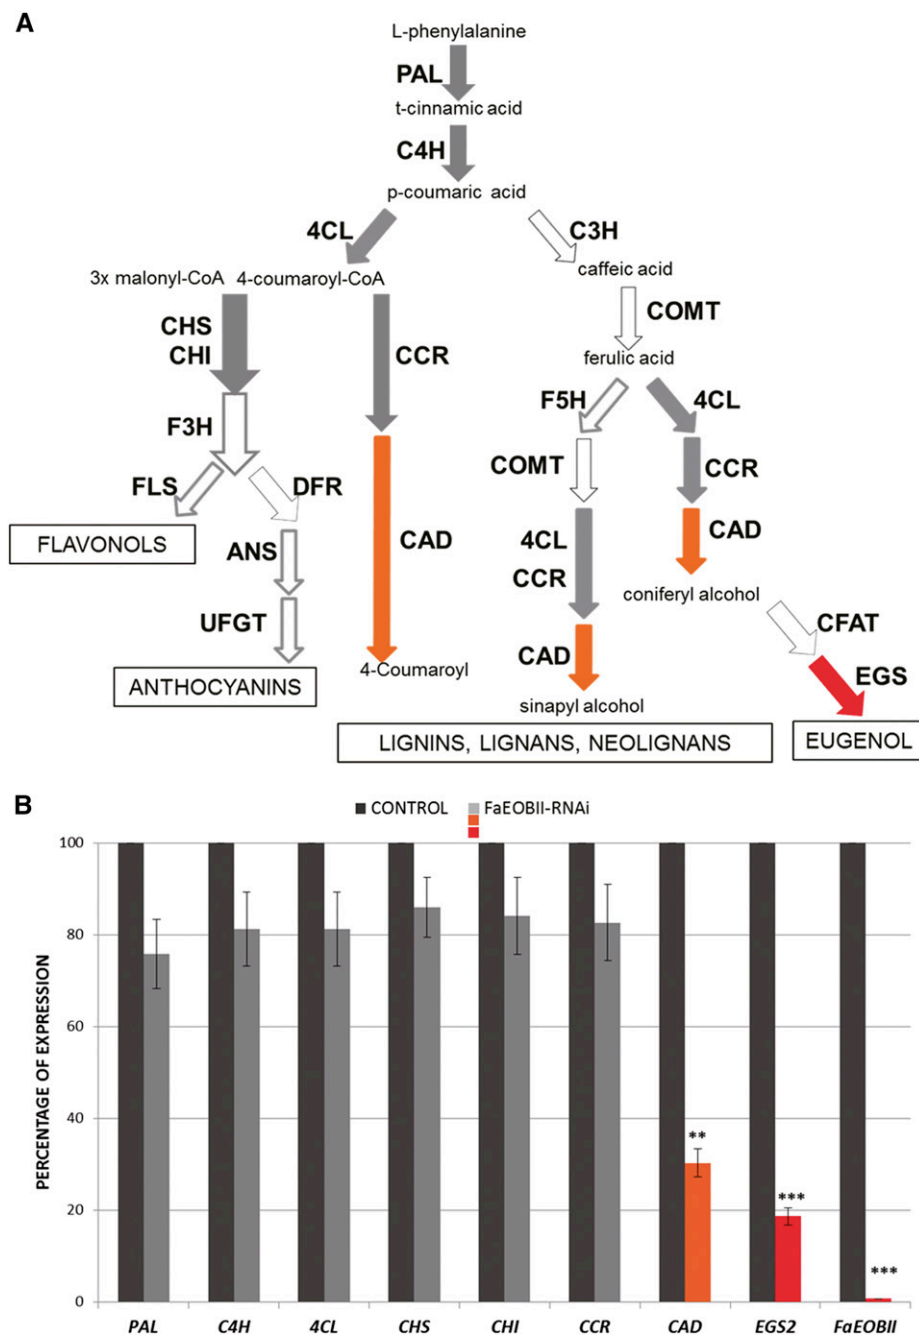 A
L-phenylalanine
PAL
t-cinnamic acid
C4H
p-coumaric acid
4CL
C3H
3x malonyl-CoA 4-coumaroyl-CoA
caffeic acid
CHS
CHI
CCR
COMT
ferulic acid
F3H
F5H
4CL
FLS
DFR
COMT
CCR
FLAVONOLS
ANS
CAD
4CL
CCR
CAD
coniferyl alcohol
UFGT
CFAT
ANTHOCYANINS
4-Coumaroyl
CAD
EGS
sinapyl alcohol
LIGNINS, LIGNANS, NEOLIGNANS
EUGENOL
B
CONTROL FaEOBII-RNAi
PERCENTAGE OF EXPRESSION
100
80
60
40
20
0
**
***
***
PAL C4H 4CL CHS CHI CCR CAD EGS2 FaEOBII